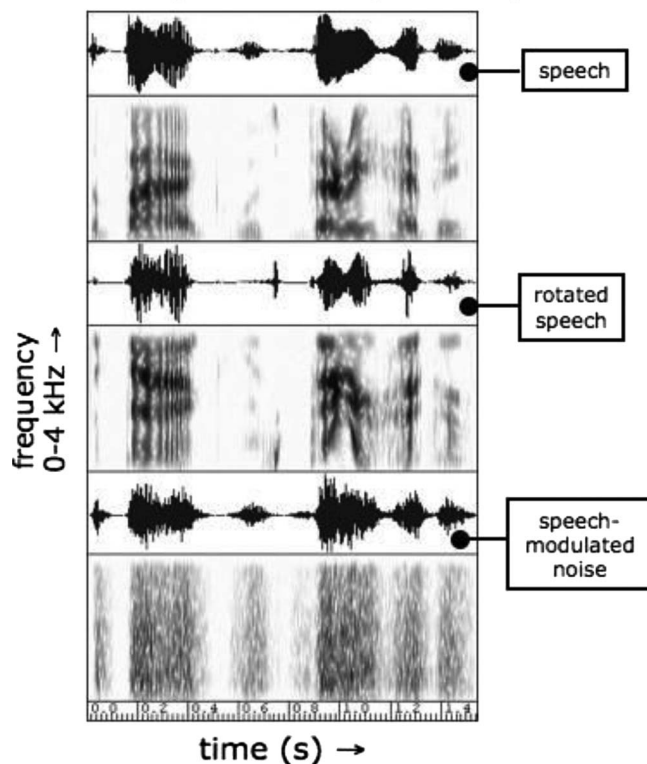 speech
rotated
speech
frequency
0-4 kHz →
speech-
modulated
noise
0.0 0.2 0.4 0.6 0.8 1.0 1.2 1.4
time (s) →